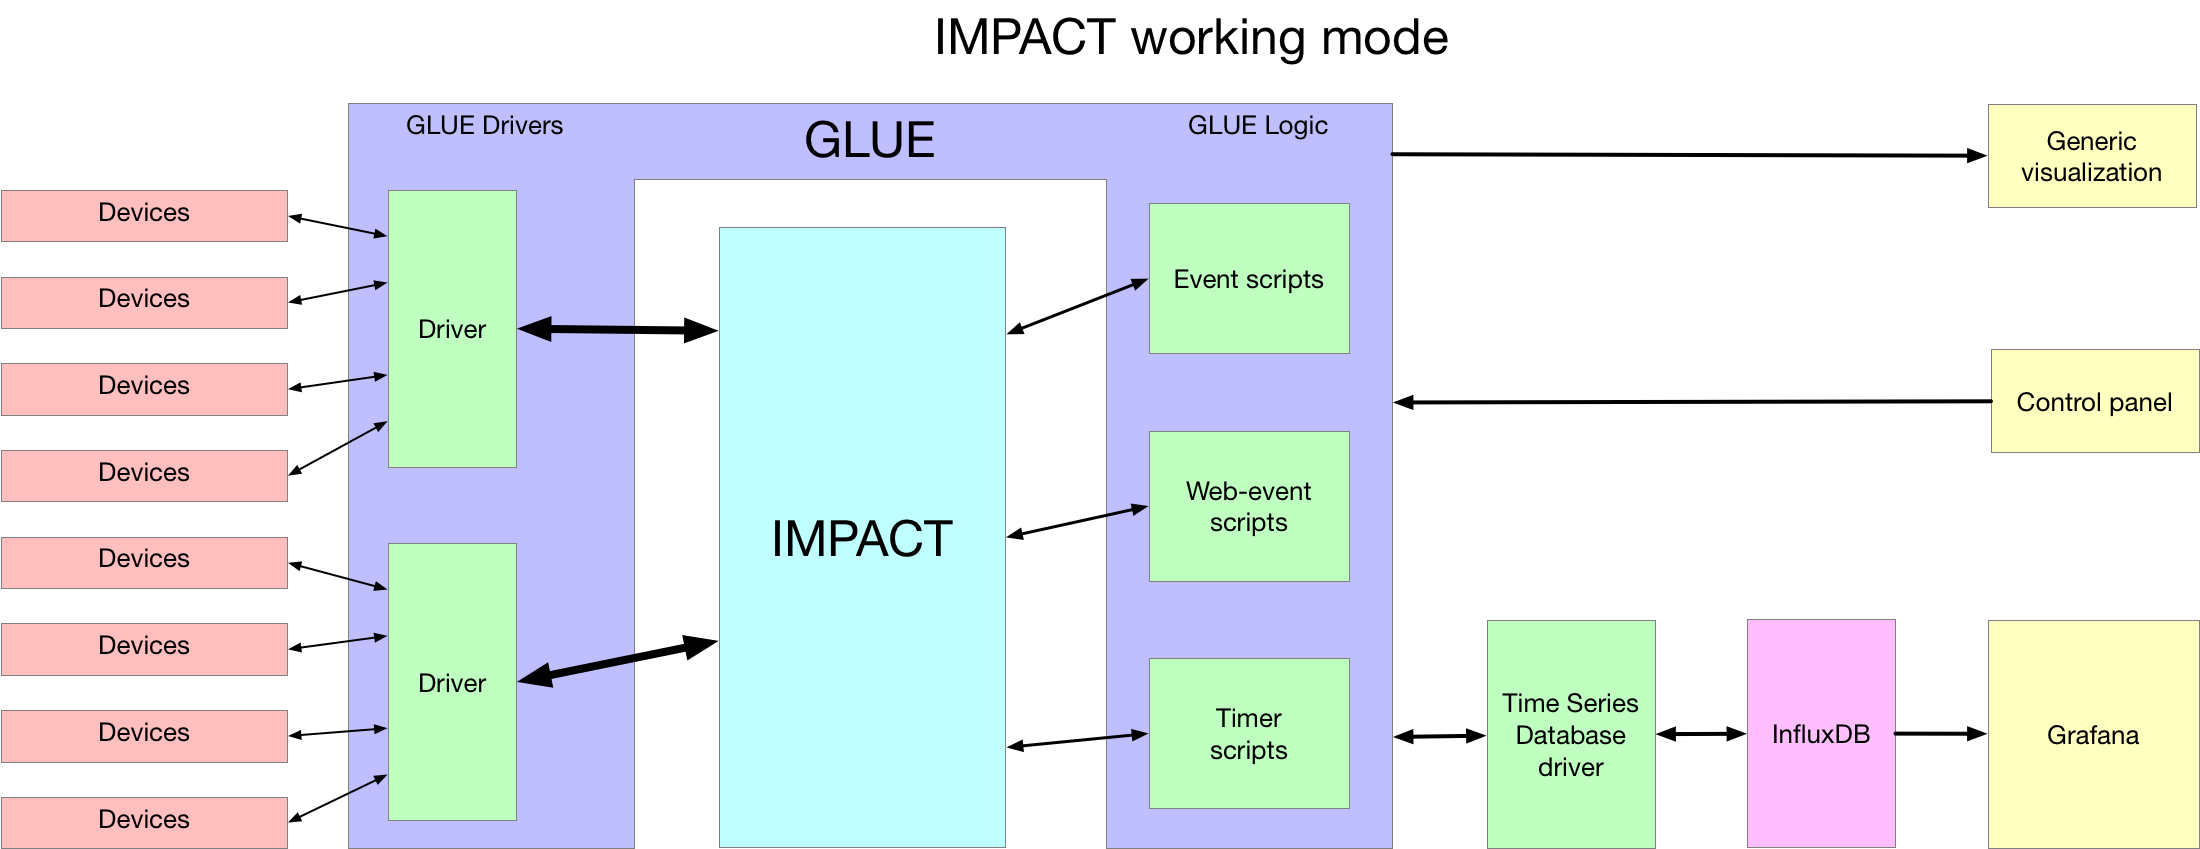 IMPACT working mode
GLUE Drivers
GLUE
GLUE Logic
Generic
visualization
Devices
Devices
Devices
Devices
Devices
Devices
Devices
Devices
Driver
Driver
IMPACT
Event scripts
Web-event
scripts
Timer
scripts
Control panel
Time Series
Database
driver
InfluxDB
Grafana